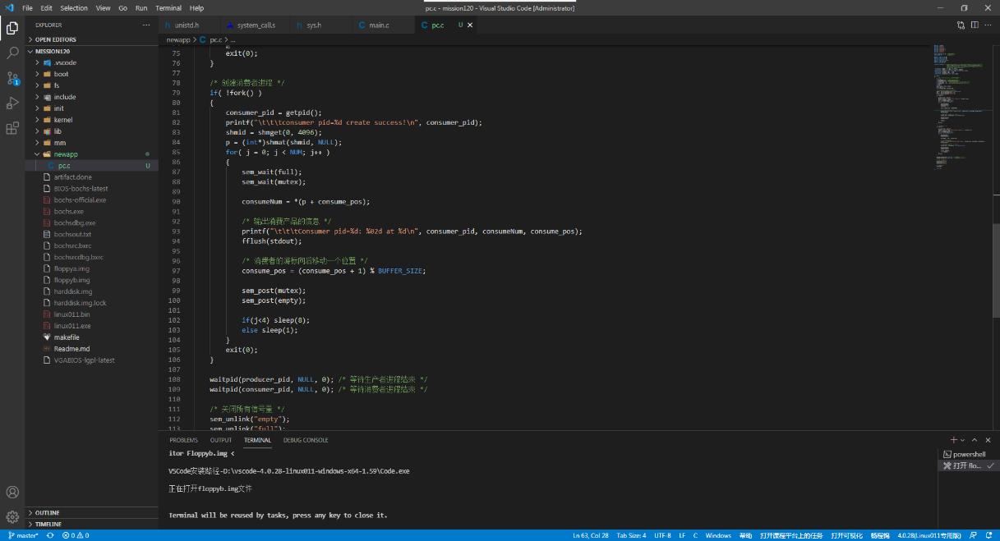 File Edit Selection View Go Run Terminal Help
pc.c - mission120 - Visual Studio Code [Administrator]
EXPLORER
OPEN EDITORS
MISSION120
.vscode
boot
fs
include
init
kernel
lib
mm
newapp
pc.c U
artifact.done
BIOS-bochs-latest
bochs-official.exe
bochs.exe
bochsdbg.exe
bochsout.txt
bochsrc.bxrc
bochsrcdbg.bxrc
floppya.img
floppyb.img
harddisk.img
harddisk.img.lock
linux011.bin
linux011.exe
makefile
Readme.md
VGABIOS-lgpl-latest
OUTLINE
TIMELINE
unistd.h system_call.s sys.h main.c pc.c U
newapp > pc.c > ...
75 exit(0);
76 }
77
78 /* 创建消费者进程 */
79 if( !fork() )
80 {
81 consumer_pid = getpid();
82 printf("\t\t\tconsumer pid=%d create success!\n", consumer_pid);
83 shmid = shmget(0, 4096);
84 p = (int*)shmat(shmid, NULL);
85 for( j = 0; j < NUM; j++ )
86 {
87 sem_wait(full);
88 sem_wait(mutex);
89
90 consumeNum = *(p + consume_pos);
91
92 /* 输出消费产品的信息 */
93 printf("\t\t\tConsumer pid=%d: %02d at %d\n", consumer_pid, consumeNum, consume_pos);
94 fflush(stdout);
95
96 /* 消费者的游标向后移动一个位置 */
97 consume_pos = (consume_pos + 1) % BUFFER_SIZE;
98
99 sem_post(mutex);
100 sem_post(empty);
101
102 if(j<4) sleep(8);
103 else sleep(1);
104 }
105 exit(0);
106 }
107
108 waitpid(producer_pid, NULL, 0); /* 等待生产者进程结束 */
109 waitpid(consumer_pid, NULL, 0); /* 等待消费者进程结束 */
110
111 /* 关闭所有信号量 */
112 sem_unlink("empty");
113 sem_unlink("full");
PROBLEMS OUTPUT TERMINAL DEBUG CONSOLE
itor Floppyb.img <
VSCode安装路径-D:\vscode-4.0.28-linux011-windows-x64-1.59\Code.exe
正在打开floppyb.img文件
Terminal will be reused by tasks, press any key to close it.
powershell
打开 flo...
1
master* 0 0 Ln 63, Col 28 Tab Size: 4 UTF-8 LF C Windows 帮助 打开课程平台上的任务 打开可视化 杨程锦 4.0.28(Linux011专用版)